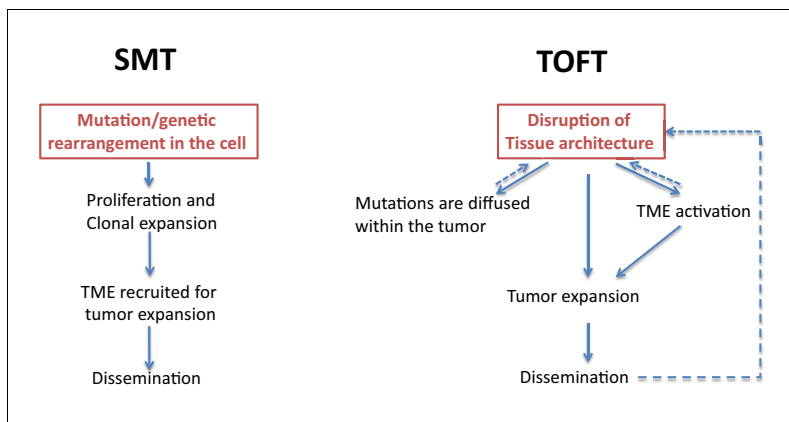 SMT
Mutation/genetic
rearrangement in the cell
Proliferation and
Clonal expansion
TME recruited for
tumor expansion
Dissemination
TOFT
Disruption of
Tissue architecture
Mutations are diffused
within the tumor
TME activation
Tumor expansion
Dissemination